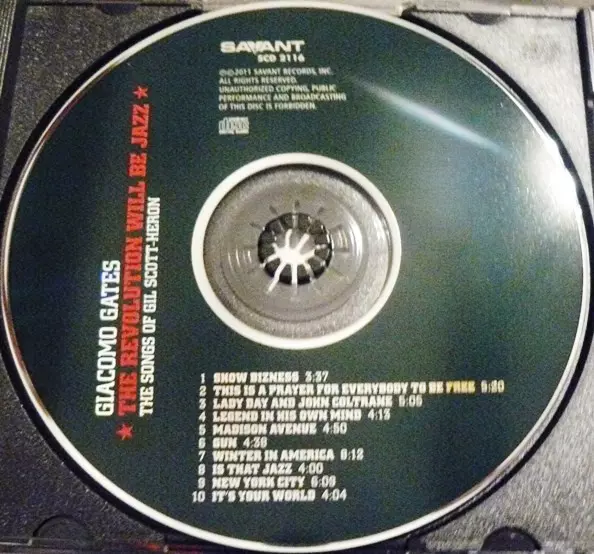 SAVANT
SCD 2116
℗©2011 SAVANT RECORDS, INC.
ALL RIGHTS RESERVED.
UNAUTHORIZED COPYING, PUBLIC
PERFORMANCE AND BROADCASTING
OF THIS DISC IS FORBIDDEN.
GIACOMO GATES
★ THE REVOLUTION WILL BE JAZZ ★
THE SONGS OF GIL SCOTT-HERON
1 SHOW BIZNESS 3:37
2 THIS IS A PRAYER FOR EVERYBODY TO BE FREE 5:20
3 LADY DAY AND JOHN COLTRANE 5:05
4 LEGEND IN HIS OWN MIND 4:13
5 MADISON AVENUE 4:50
6 GUN 4:39
7 WINTER IN AMERICA 6:12
8 IS THAT JAZZ 4:00
9 NEW YORK CITY 6:09
10 IT'S YOUR WORLD 4:04